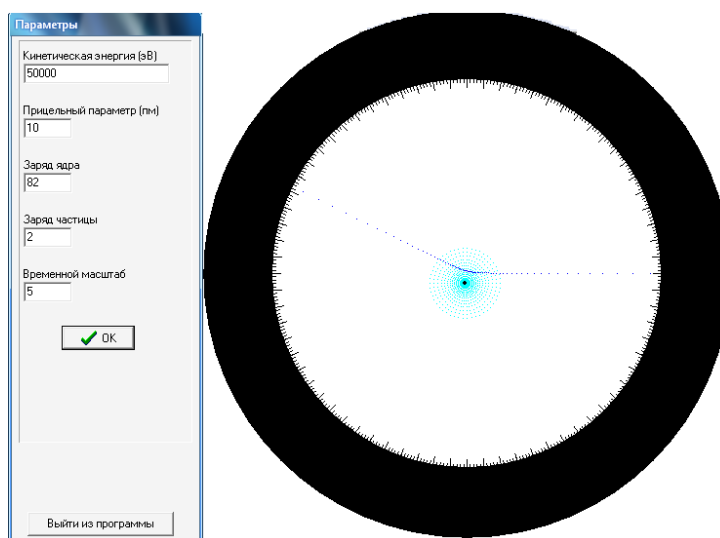 Параметры
Кинетическая энергия (эВ)
50000
Прицельный параметр (пм)
10
Заряд ядра
82
Заряд частицы
2
Временной масштаб
5
OK
Выйти из программы